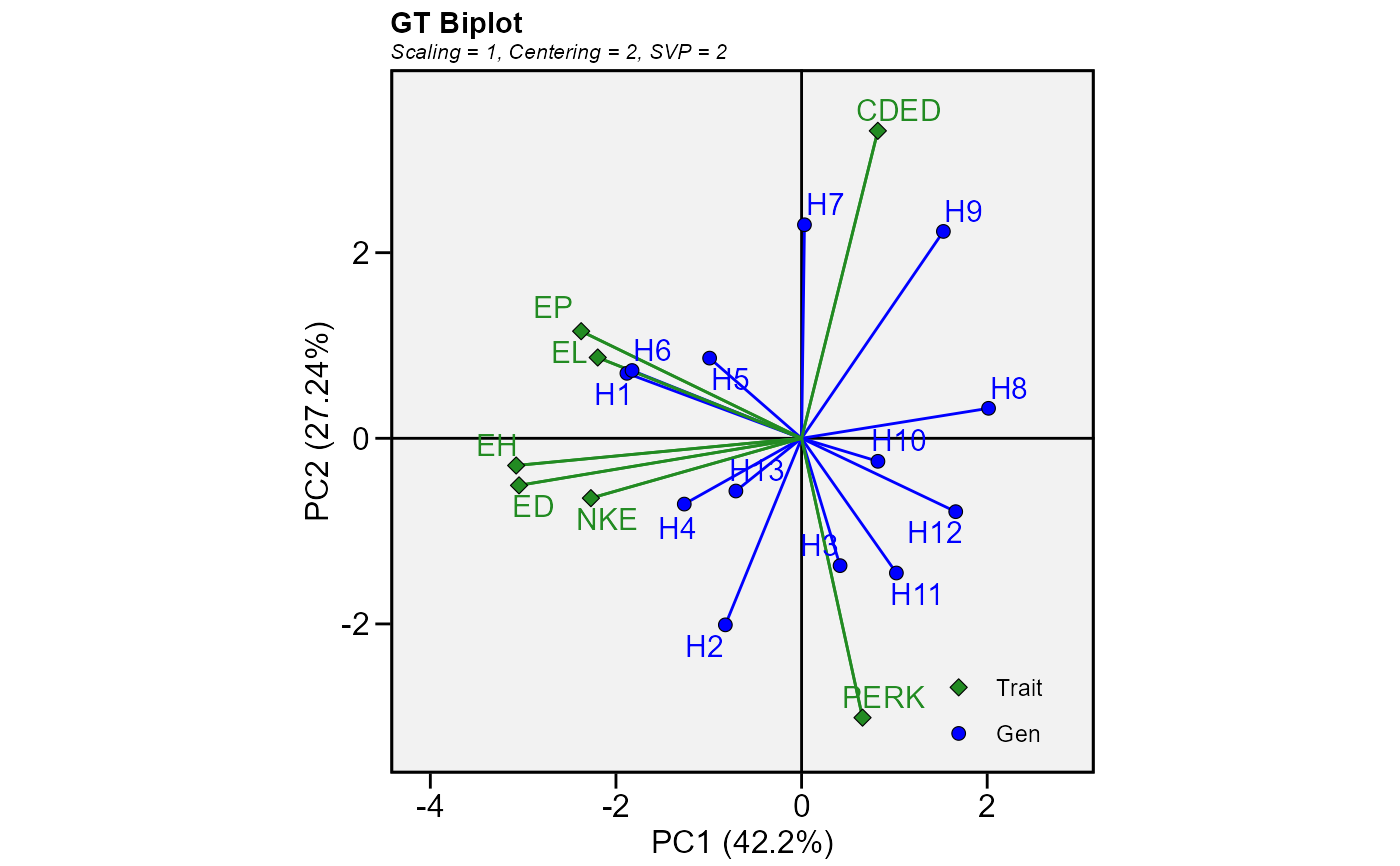 GT Biplot
Scaling = 1, Centering = 2, SVP = 2
CDED
H7
H9
2
EP
EL
H6
H5
H1
H8
0
EH
H10
H13
ED
NKE
H4
H12
H3
H11
-2
H2
PERK
Trait
Gen
-4
-2
0
2
PC1 (42.2%)
PC2 (27.24%)